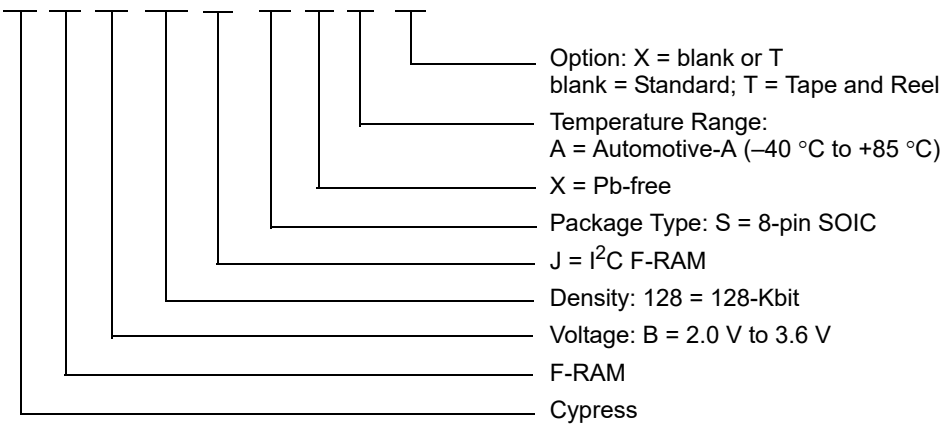 Option: X = blank or T
blank = Standard; T = Tape and Reel
Temperature Range:
A = Automotive-A (–40 °C to +85 °C)
X = Pb-free
Package Type: S = 8-pin SOIC
J = I²C F-RAM
Density: 128 = 128-Kbit
Voltage: B = 2.0 V to 3.6 V
F-RAM
Cypress